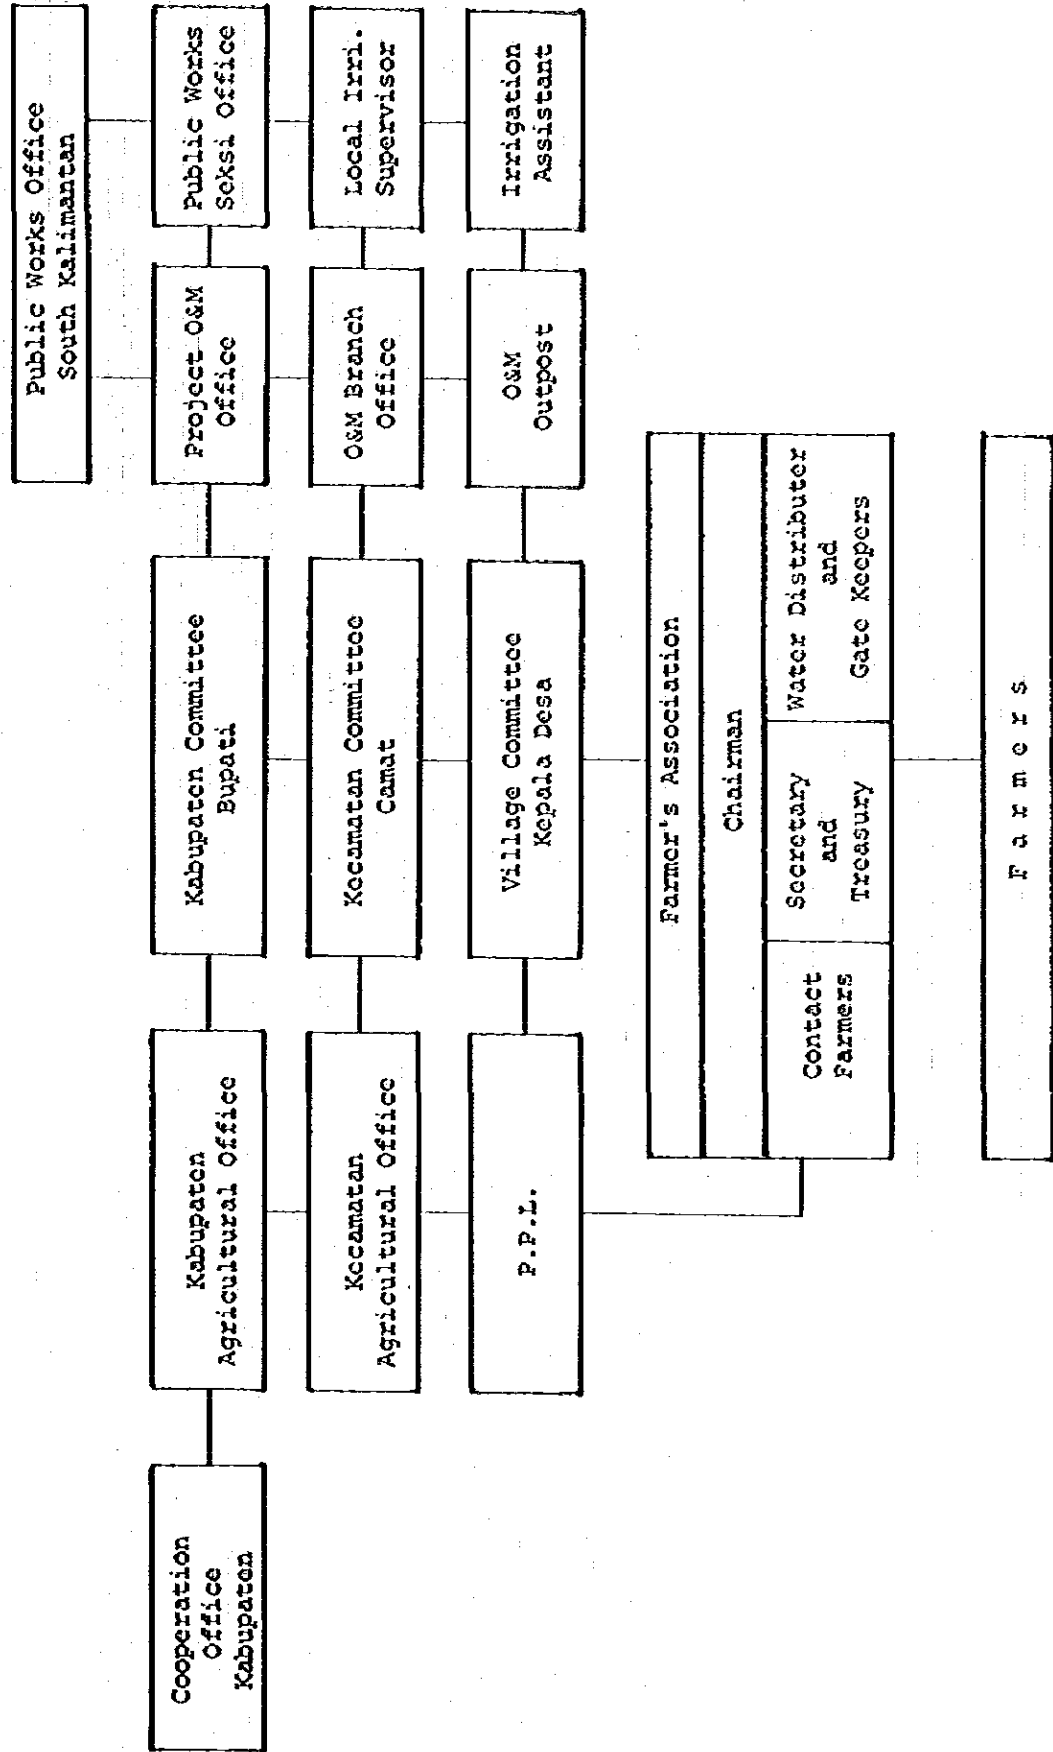 Public Works Office
South Kalimantan
Cooperation
Office
Kabupaten
Kabupaten
Agricultural Office
Kabupaten Committee
Bupati
Project O&M
Office
Public Works
Seksi Office
Kecamatan
Agricultural Office
Kecamatan Committee
Camat
O&M Branch
Office
Local Irri.
Supervisor
P.P.L.
Village Committee
Kepala Desa
O&M
Outpost
Irrigation
Assistant
Farmer's Association
Chairman
Contact
Farmers
Secretary
and
Treasury
Water Distributer
and
Gate Keepers
Farmers